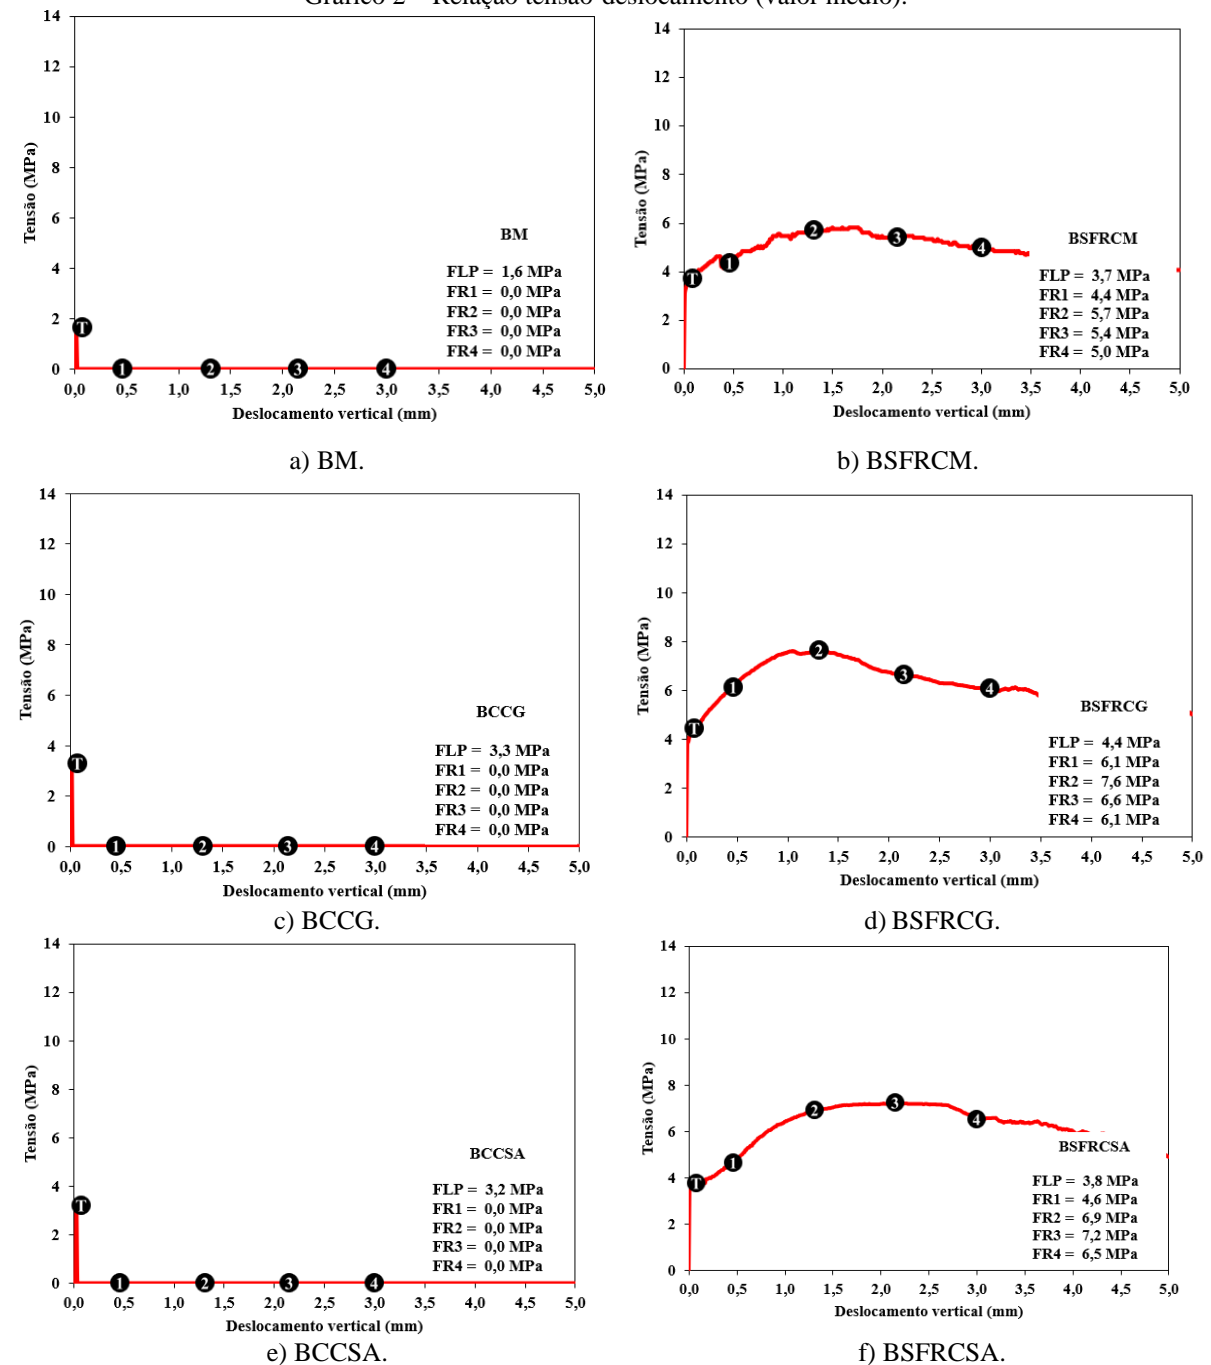 Gráfico 2 – Relação tensão-deslocamento (valor médio).
14
12
10
8
6
4
2
0
Tensão (MPa)
T
1
2
3
4
BM
FLP = 1,6 MPa
FR1 = 0,0 MPa
FR2 = 0,0 MPa
FR3 = 0,0 MPa
FR4 = 0,0 MPa
0,0 0,5 1,0 1,5 2,0 2,5 3,0 3,5 4,0 4,5 5,0
Deslocamento vertical (mm)
a) BM.
14
12
10
8
6
4
2
0
Tensão (MPa)
T
1
2
3
4
BSFRCM
FLP = 3,7 MPa
FR1 = 4,4 MPa
FR2 = 5,7 MPa
FR3 = 5,4 MPa
FR4 = 5,0 MPa
0,0 0,5 1,0 1,5 2,0 2,5 3,0 3,5 4,0 4,5 5,0
Deslocamento vertical (mm)
b) BSFRCM.
14
12
10
8
6
4
2
0
Tensão (MPa)
T
1
2
3
4
BCCG
FLP = 3,3 MPa
FR1 = 0,0 MPa
FR2 = 0,0 MPa
FR3 = 0,0 MPa
FR4 = 0,0 MPa
0,0 0,5 1,0 1,5 2,0 2,5 3,0 3,5 4,0 4,5 5,0
Deslocamento vertical (mm)
c) BCCG.
14
12
10
8
6
4
2
0
Tensão (MPa)
T
1
2
3
4
BSFRCG
FLP = 4,4 MPa
FR1 = 6,1 MPa
FR2 = 7,6 MPa
FR3 = 6,6 MPa
FR4 = 6,1 MPa
0,0 0,5 1,0 1,5 2,0 2,5 3,0 3,5 4,0 4,5 5,0
Deslocamento vertical (mm)
d) BSFRCG.
14
12
10
8
6
4
2
0
Tensão (MPa)
T
1
2
3
4
BCCSA
FLP = 3,2 MPa
FR1 = 0,0 MPa
FR2 = 0,0 MPa
FR3 = 0,0 MPa
FR4 = 0,0 MPa
0,0 0,5 1,0 1,5 2,0 2,5 3,0 3,5 4,0 4,5 5,0
Deslocamento vertical (mm)
e) BCCSA.
14
12
10
8
6
4
2
0
Tensão (MPa)
T
1
2
3
4
BSFRCSA
FLP = 3,8 MPa
FR1 = 4,6 MPa
FR2 = 6,9 MPa
FR3 = 7,2 MPa
FR4 = 6,5 MPa
0,0 0,5 1,0 1,5 2,0 2,5 3,0 3,5 4,0 4,5 5,0
Deslocamento vertical (mm)
f) BSFRCSA.